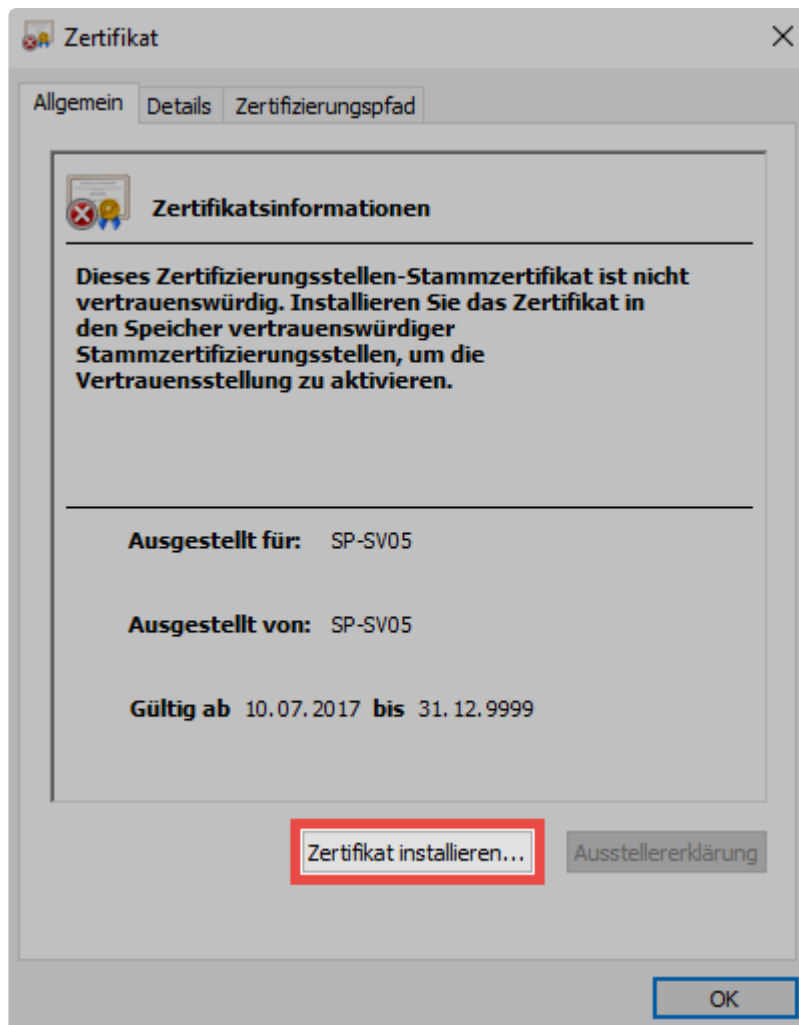 Zertifikat
Allgemein Details Zertifizierungspfad
Zertifikatsinformationen
Dieses Zertifizierungsstellen-Stammzertifikat ist nicht
vertrauenswürdig. Installieren Sie das Zertifikat in
den Speicher vertrauenswürdiger
Stammzertifizierungsstellen, um die
Vertrauensstellung zu aktivieren.
Ausgestellt für: SP-SV05
Ausgestellt von: SP-SV05
Gültig ab 10.07.2017 bis 31.12.9999
Zertifikat installieren... Ausstellererklärung
OK